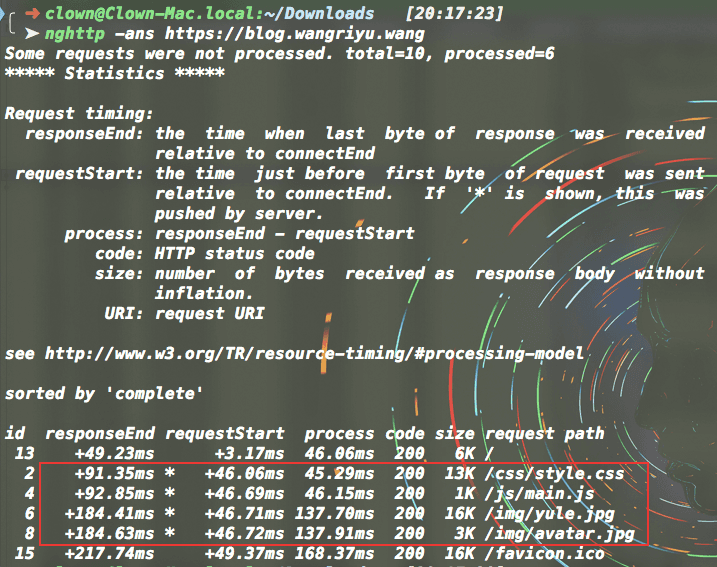 → clown@Clown-Mac.local:~/Downloads [20:17:23]
➤ nghttp -ans https://blog.wangriyu.wang
Some requests were not processed. total=10, processed=6
***** Statistics *****
Request timing:
responseEnd: the time when last byte of response was received
relative to connectEnd
requestStart: the time just before first byte of request was sent
relative to connectEnd. If '*' is shown, this was
pushed by server.
process: responseEnd - requestStart
code: HTTP status code
size: number of bytes received as response body without
inflation.
URI: request URI
see http://www.w3.org/TR/resource-timing/#processing-model
sorted by 'complete'
id responseEnd requestStart process code size request path
13 +49.23ms +3.17ms 46.06ms 200 6K /
2 +91.35ms * +46.06ms 45.29ms 200 13K /css/style.css
4 +92.85ms * +46.69ms 46.15ms 200 1K /js/main.js
6 +184.41ms * +46.71ms 137.70ms 200 16K /img/yule.jpg
8 +184.63ms * +46.72ms 137.91ms 200 3K /img/avatar.jpg
15 +217.74ms +49.37ms 168.37ms 200 16K /favicon.ico